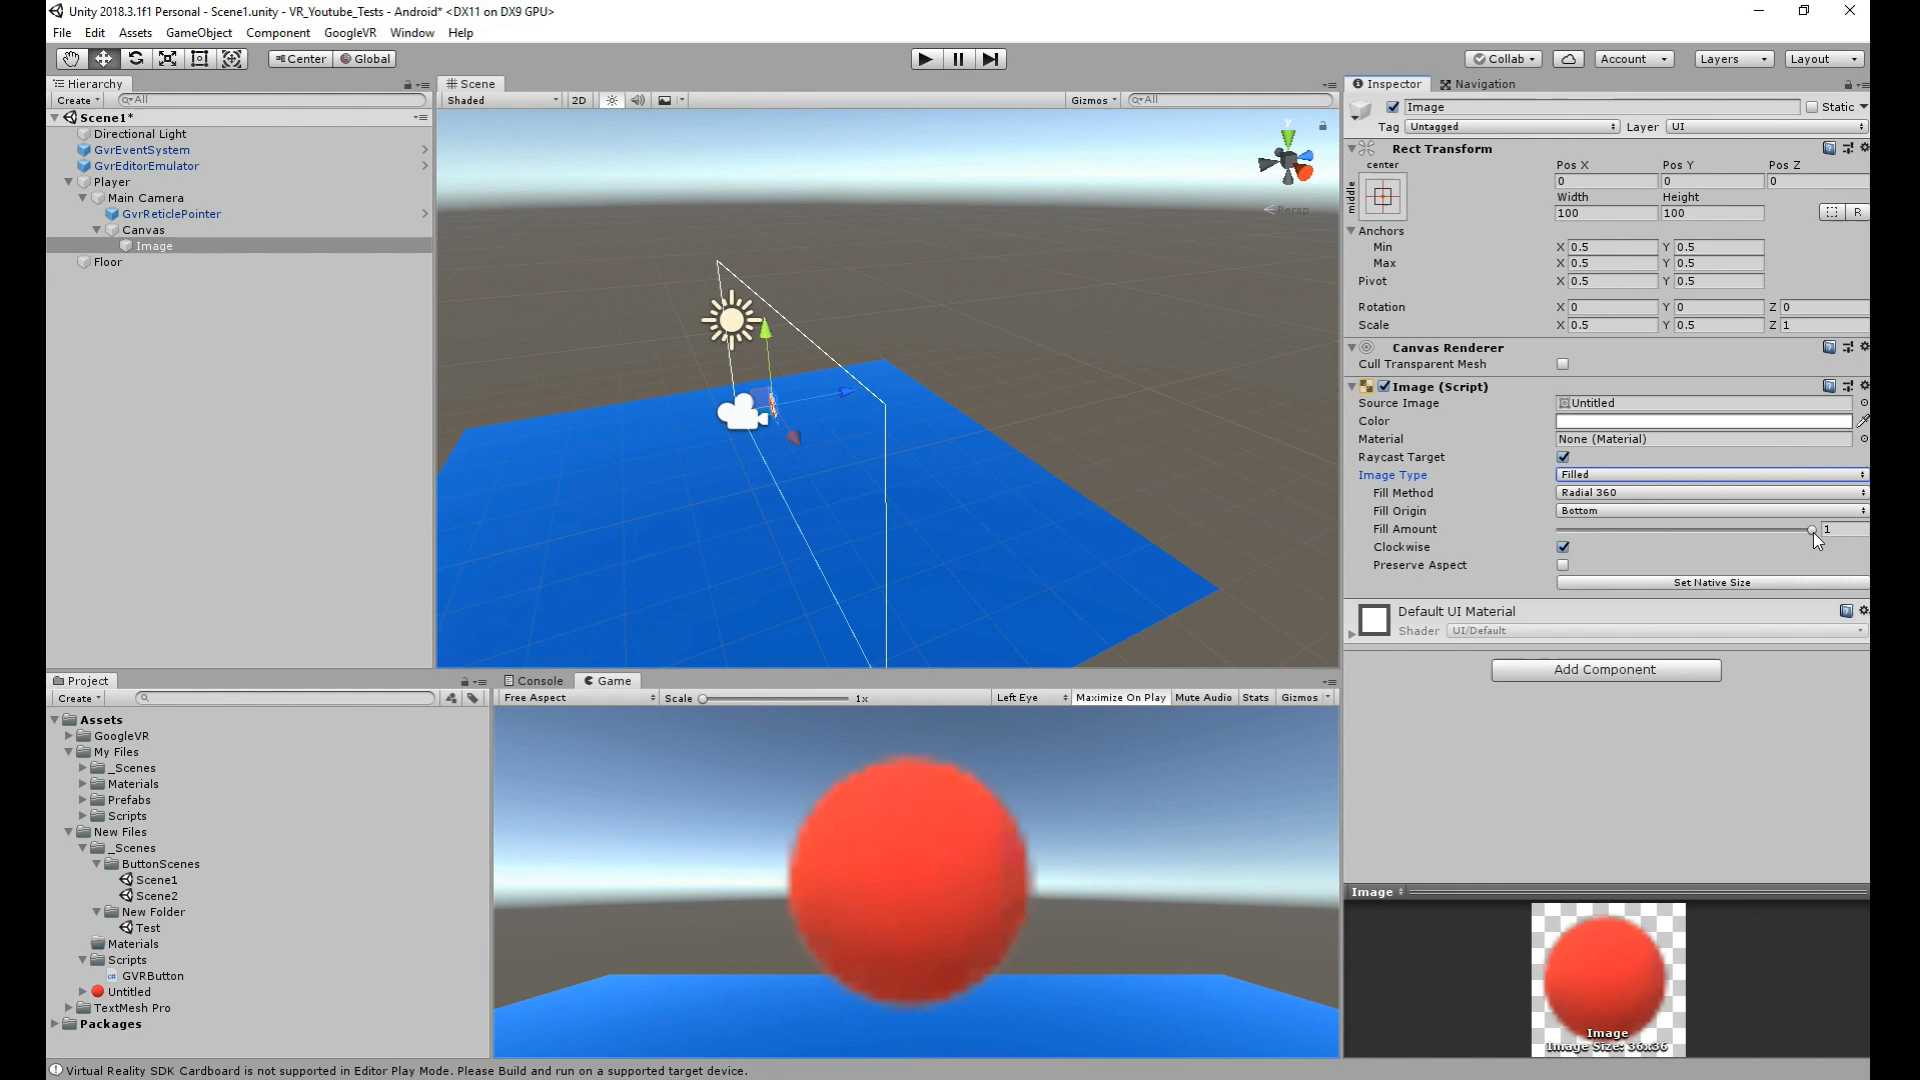 Unity 2018.3.1f1 Personal - Scene1.unity - VR_Youtube_Tests - Android* <DX11 on DX9 GPU>
File Edit Assets GameObject Component GoogleVR Window Help
Center Global Collab Account Layers Layout
Hierarchy
Create All
Scene1*
Directional Light
GvrEventSystem
GvrEditorEmulator
Player
Main Camera
GvrReticlePointer
Canvas
Image
Floor
Scene
Shaded 2D Gizmos All
y
Persp
Inspector Navigation
Image Static
Tag Untagged Layer UI
Rect Transform
center Pos X Pos Y Pos Z
middle 0 0 0
Width Height
100 100 R
Anchors
Min X 0.5 Y 0.5
Max X 0.5 Y 0.5
Pivot X 0.5 Y 0.5
Rotation X 0 Y 0 Z 0
Scale X 0.5 Y 0.5 Z 1
Canvas Renderer
Cull Transparent Mesh
Image (Script)
Source Image Untitled
Color
Material None (Material)
Raycast Target
Image Type Filled
Fill Method Radial 360
Fill Origin Bottom
Fill Amount 1
Clockwise
Preserve Aspect
Set Native Size
Default UI Material
Shader UI/Default
Add Component
Project
Create
Assets
GoogleVR
My Files
_Scenes
Materials
Prefabs
Scripts
New Files
_Scenes
ButtonScenes
Scene1
Scene2
New Folder
Test
Materials
Scripts
GVRButton
Untitled
TextMesh Pro
Packages
Console Game
Free Aspect Scale 1x Left Eye Maximize On Play Mute Audio Stats Gizmos
Image
Image
Image Size: 36x36
Virtual Reality SDK Cardboard is not supported in Editor Play Mode. Please Build and run on a supported target device.